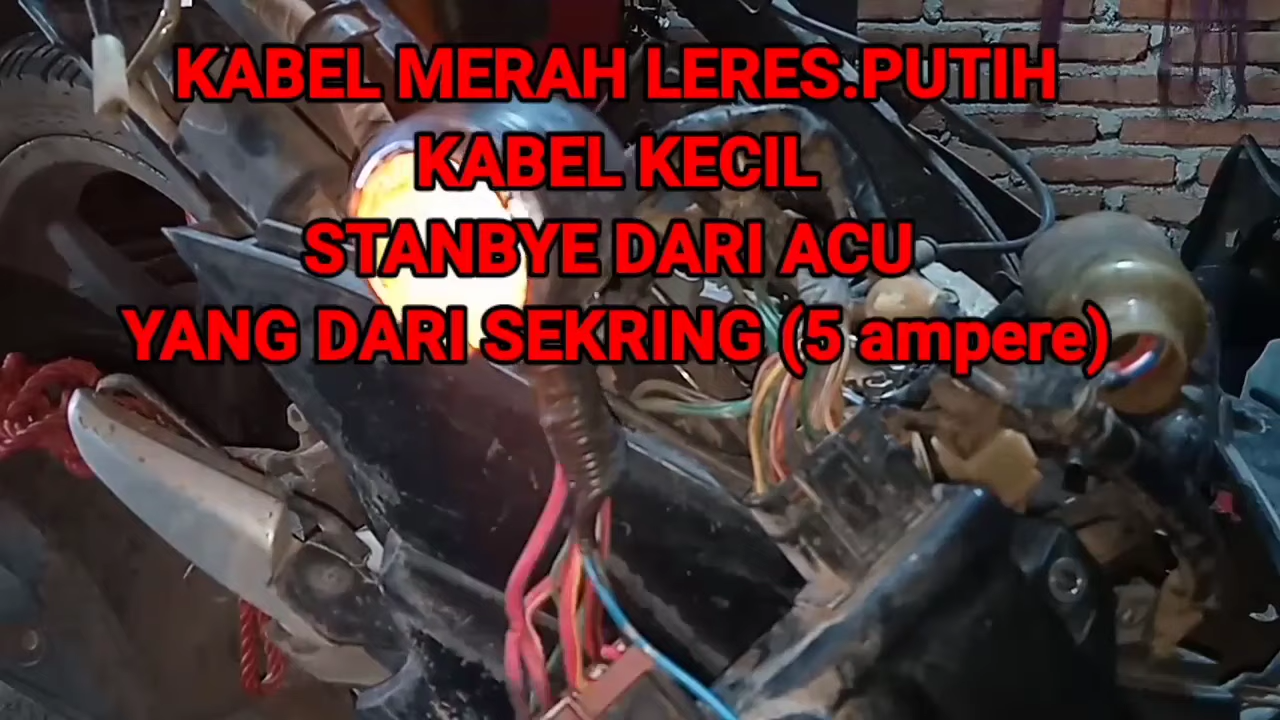 KABEL MERAH LERES.PUTIH
KABEL KECIL
STANBYE DARI ACU
YANG DARI SEKRING (5 ampere)